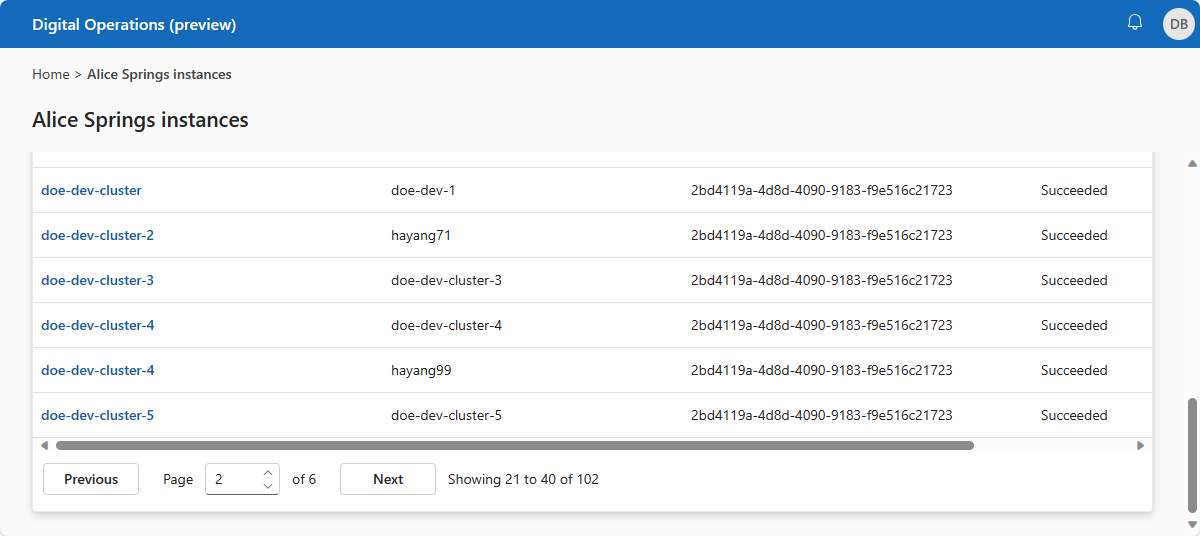 Digital Operations (preview)
DB
Home > Alice Springs instances
Alice Springs instances
doe-dev-cluster doe-dev-1 2bd4119a-4d8d-4090-9183-f9e516c21723 Succeeded
doe-dev-cluster-2 hayang71 2bd4119a-4d8d-4090-9183-f9e516c21723 Succeeded
doe-dev-cluster-3 doe-dev-cluster-3 2bd4119a-4d8d-4090-9183-f9e516c21723 Succeeded
doe-dev-cluster-4 doe-dev-cluster-4 2bd4119a-4d8d-4090-9183-f9e516c21723 Succeeded
doe-dev-cluster-4 hayang99 2bd4119a-4d8d-4090-9183-f9e516c21723 Succeeded
doe-dev-cluster-5 doe-dev-cluster-5 2bd4119a-4d8d-4090-9183-f9e516c21723 Succeeded
Previous Page 2 of 6 Next Showing 21 to 40 of 102